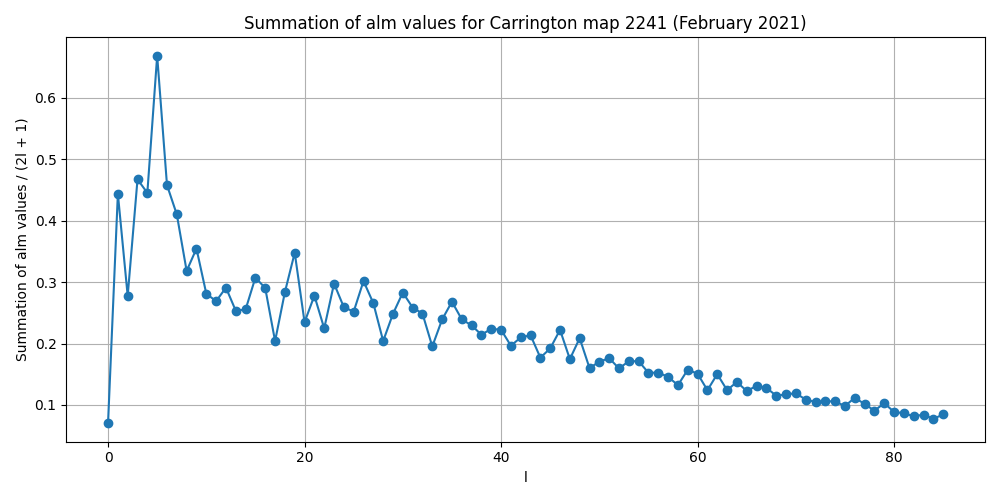 Summation of alm values for Carrington map 2241 (February 2021)
Summation of alm values / (2l + 1)
0.6
0.5
0.4
0.3
0.2
0.1
0 20 40 60 80
l